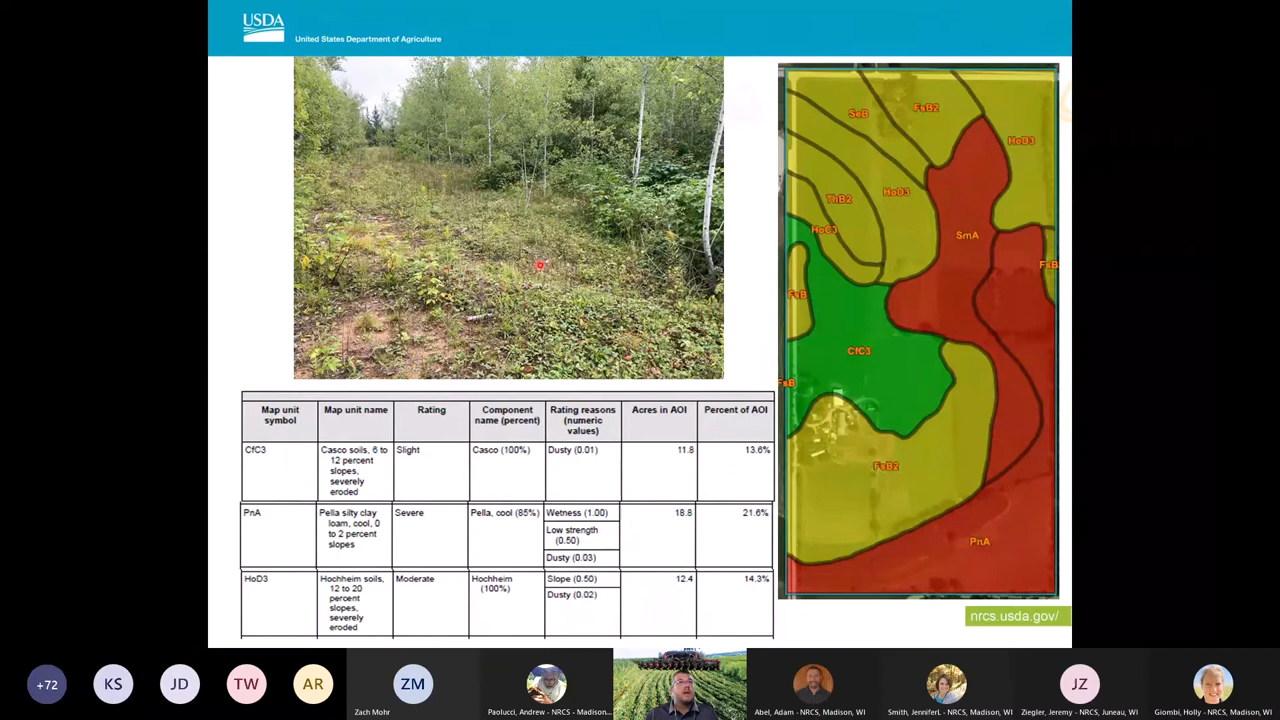 USDA
United States Department of Agriculture
SeB
FsB2
HoD3
ThB2
HoD3
HoC3
SmA
FsB
FsB
CfC3
FsB
FsB2
PnA
Map unit symbol
Map unit name
Rating
Component name (percent)
Rating reasons (numeric values)
Acres in AOI
Percent of AOI
CfC3
Casco soils, 6 to
12 percent
slopes,
severely
eroded
Slight
Casco (100%)
Dusty (0.01)
11.8
13.6%
PnA
Pella silty clay
loam, cool, 0
to 2 percent
slopes
Severe
Pella, cool (85%)
Wetness (1.00)
Low strength
(0.50)
Dusty (0.03)
18.8
21.6%
HoD3
Hochheim soils,
12 to 20
percent
slopes,
severely
eroded
Moderate
Hochheim
(100%)
Slope (0.50)
Dusty (0.02)
12.4
14.3%
nrcs.usda.gov/
+72
KS
JD
TW
AR
ZM
JZ
Zach Mohr
Paolucci, Andrew - NRCS - Madison...
Abel, Adam - NRCS, Madison, WI
Smith, JenniferL - NRCS, Madison, WI
Ziegler, Jeremy - NRCS, Juneau, WI
Giombi, Holly - NRCS, Madison, WI